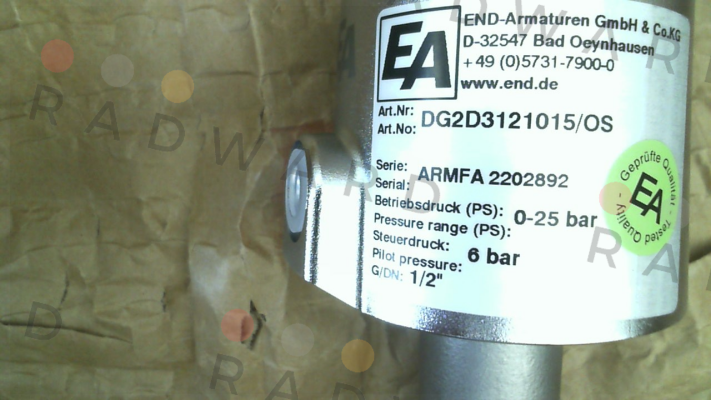 EA
END-Armaturen GmbH & Co.KG
D-32547 Bad Oeynhausen
+ 49 (0)5731-7900-0
www.end.de
Art.Nr:
Art.No: DG2D3121015/OS
Serie:
Serial: ARMFA 2202892
Betriebsdruck (PS):
Pressure range (PS): 0-25 bar
Steuerdruck:
Pilot pressure: 6 bar
G/DN: 1/2"
Geprüfte Qualität - Tested Quality -
EA
RADWARD
RADWARD